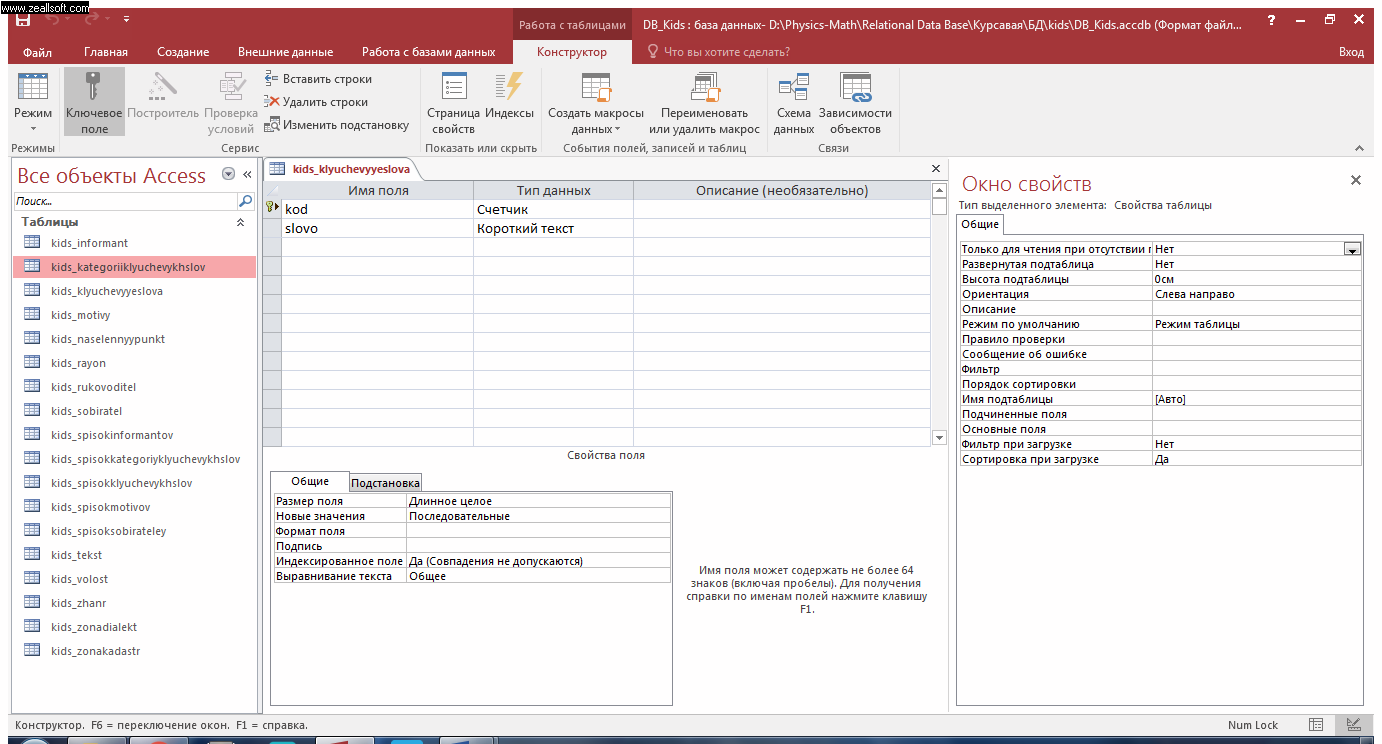 www.zeallsoft.com
Работа с таблицами
DB_Kids : база данных- D:\Physics-Math\Relational Data Base\Курсавая\БД\kids\DB_Kids.accdb (Формат файл...
?
Файл Главная Создание Внешние данные Работа с базами данных Конструктор Что вы хотите сделать? Вход
Режим
Ключевое поле
Построитель
Проверка условий
Вставить строки
Удалить строки
Изменить подстановку
Страница свойств
Индексы
Создать макросы данных
Переименовать или удалить макрос
Схема данных
Зависимости объектов
Режимы Сервис Показать или скрыть События полей, записей и таблиц Связи
Все объекты Access
Поиск...
Таблицы
kids_informant
kids_kategoriiklyuchevykhslov
kids_klyuchevyyeslova
kids_motivy
kids_naselennyypunkt
kids_rayon
kids_rukovoditel
kids_sobiratel
kids_spisokinformantov
kids_spisokkategoriyklyuchevykhslov
kids_spisokklyuchevykhslov
kids_spisokmotivov
kids_spisoksobirateley
kids_tekst
kids_volost
kids_zhanr
kids_zonadialekt
kids_zonakadastr
kids_klyuchevyyeslova
Имя поля Тип данных Описание (необязательно)
kod Счетчик
slovo Короткий текст
Свойства поля
Общие Подстановка
Размер поля Длинное целое
Новые значения Последовательные
Формат поля
Подпись
Индексированное поле Да (Совпадения не допускаются)
Выравнивание текста Общее
Имя поля может содержать не более 64
знаков (включая пробелы). Для получения
справки по именам полей нажмите клавишу
F1.
Окно свойств
Тип выделенного элемента: Свойства таблицы
Общие
Только для чтения при отсутствии п Нет
Развернутая подтаблица Нет
Высота подтаблицы 0см
Ориентация Слева направо
Описание
Режим по умолчанию Режим таблицы
Правило проверки
Сообщение об ошибке
Фильтр
Порядок сортировки
Имя подтаблицы [Авто]
Подчиненные поля
Основные поля
Фильтр при загрузке Нет
Сортировка при загрузке Да
Конструктор. F6 = переключение окон. F1 = справка.
Num Lock